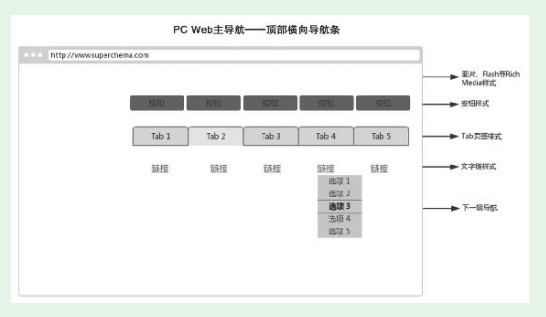 PC Web主导航——顶部横向导航条
http://www.superchema.com
图片、Flash等Rich
Media样式
按钮 按钮 按钮 按钮 按钮
按钮样式
Tab 1 Tab 2 Tab 3 Tab 4 Tab 5
Tab页签样式
链接 链接 链接 链接 链接
文字链样式
选项 1
选项 2
选项 3
下一级导航
选项 4
选项 5